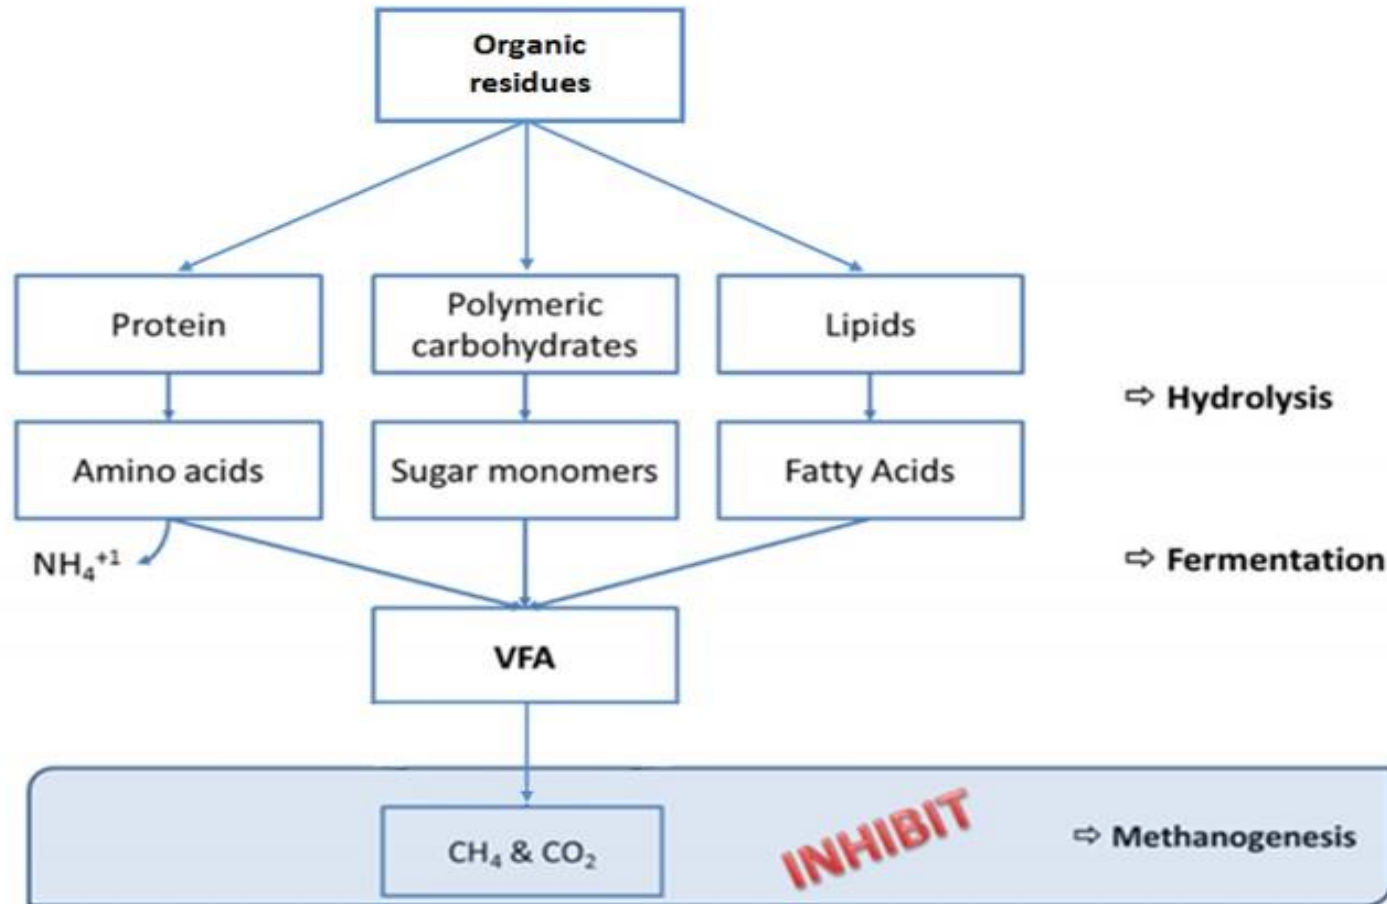 Organic
residues
Protein
Polymeric
carbohydrates
Lipids
⇨ Hydrolysis
Amino acids
Sugar monomers
Fatty Acids
NH₄⁺¹
⇨ Fermentation
VFA
INHIBIT
⇨ Methanogenesis
CH₄ & CO₂